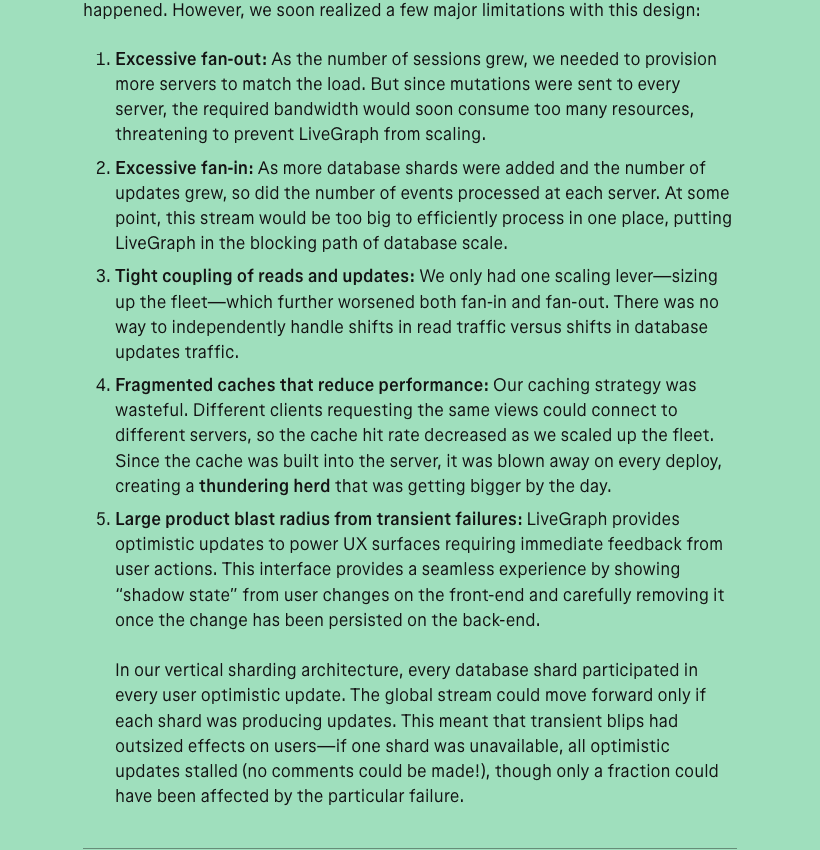 happened. However, we soon realized a few major limitations with this design:
1. Excessive fan-out: As the number of sessions grew, we needed to provision
more servers to match the load. But since mutations were sent to every
server, the required bandwidth would soon consume too many resources,
threatening to prevent LiveGraph from scaling.
2. Excessive fan-in: As more database shards were added and the number of
updates grew, so did the number of events processed at each server. At some
point, this stream would be too big to efficiently process in one place, putting
LiveGraph in the blocking path of database scale.
3. Tight coupling of reads and updates: We only had one scaling lever—sizing
up the fleet—which further worsened both fan-in and fan-out. There was no
way to independently handle shifts in read traffic versus shifts in database
updates traffic.
4. Fragmented caches that reduce performance: Our caching strategy was
wasteful. Different clients requesting the same views could connect to
different servers, so the cache hit rate decreased as we scaled up the fleet.
Since the cache was built into the server, it was blown away on every deploy,
creating a thundering herd that was getting bigger by the day.
5. Large product blast radius from transient failures: LiveGraph provides
optimistic updates to power UX surfaces requiring immediate feedback from
user actions. This interface provides a seamless experience by showing
“shadow state” from user changes on the front-end and carefully removing it
once the change has been persisted on the back-end.
In our vertical sharding architecture, every database shard participated in
every user optimistic update. The global stream could move forward only if
each shard was producing updates. This meant that transient blips had
outsized effects on users—if one shard was unavailable, all optimistic
updates stalled (no comments could be made!), though only a fraction could
have been affected by the particular failure.